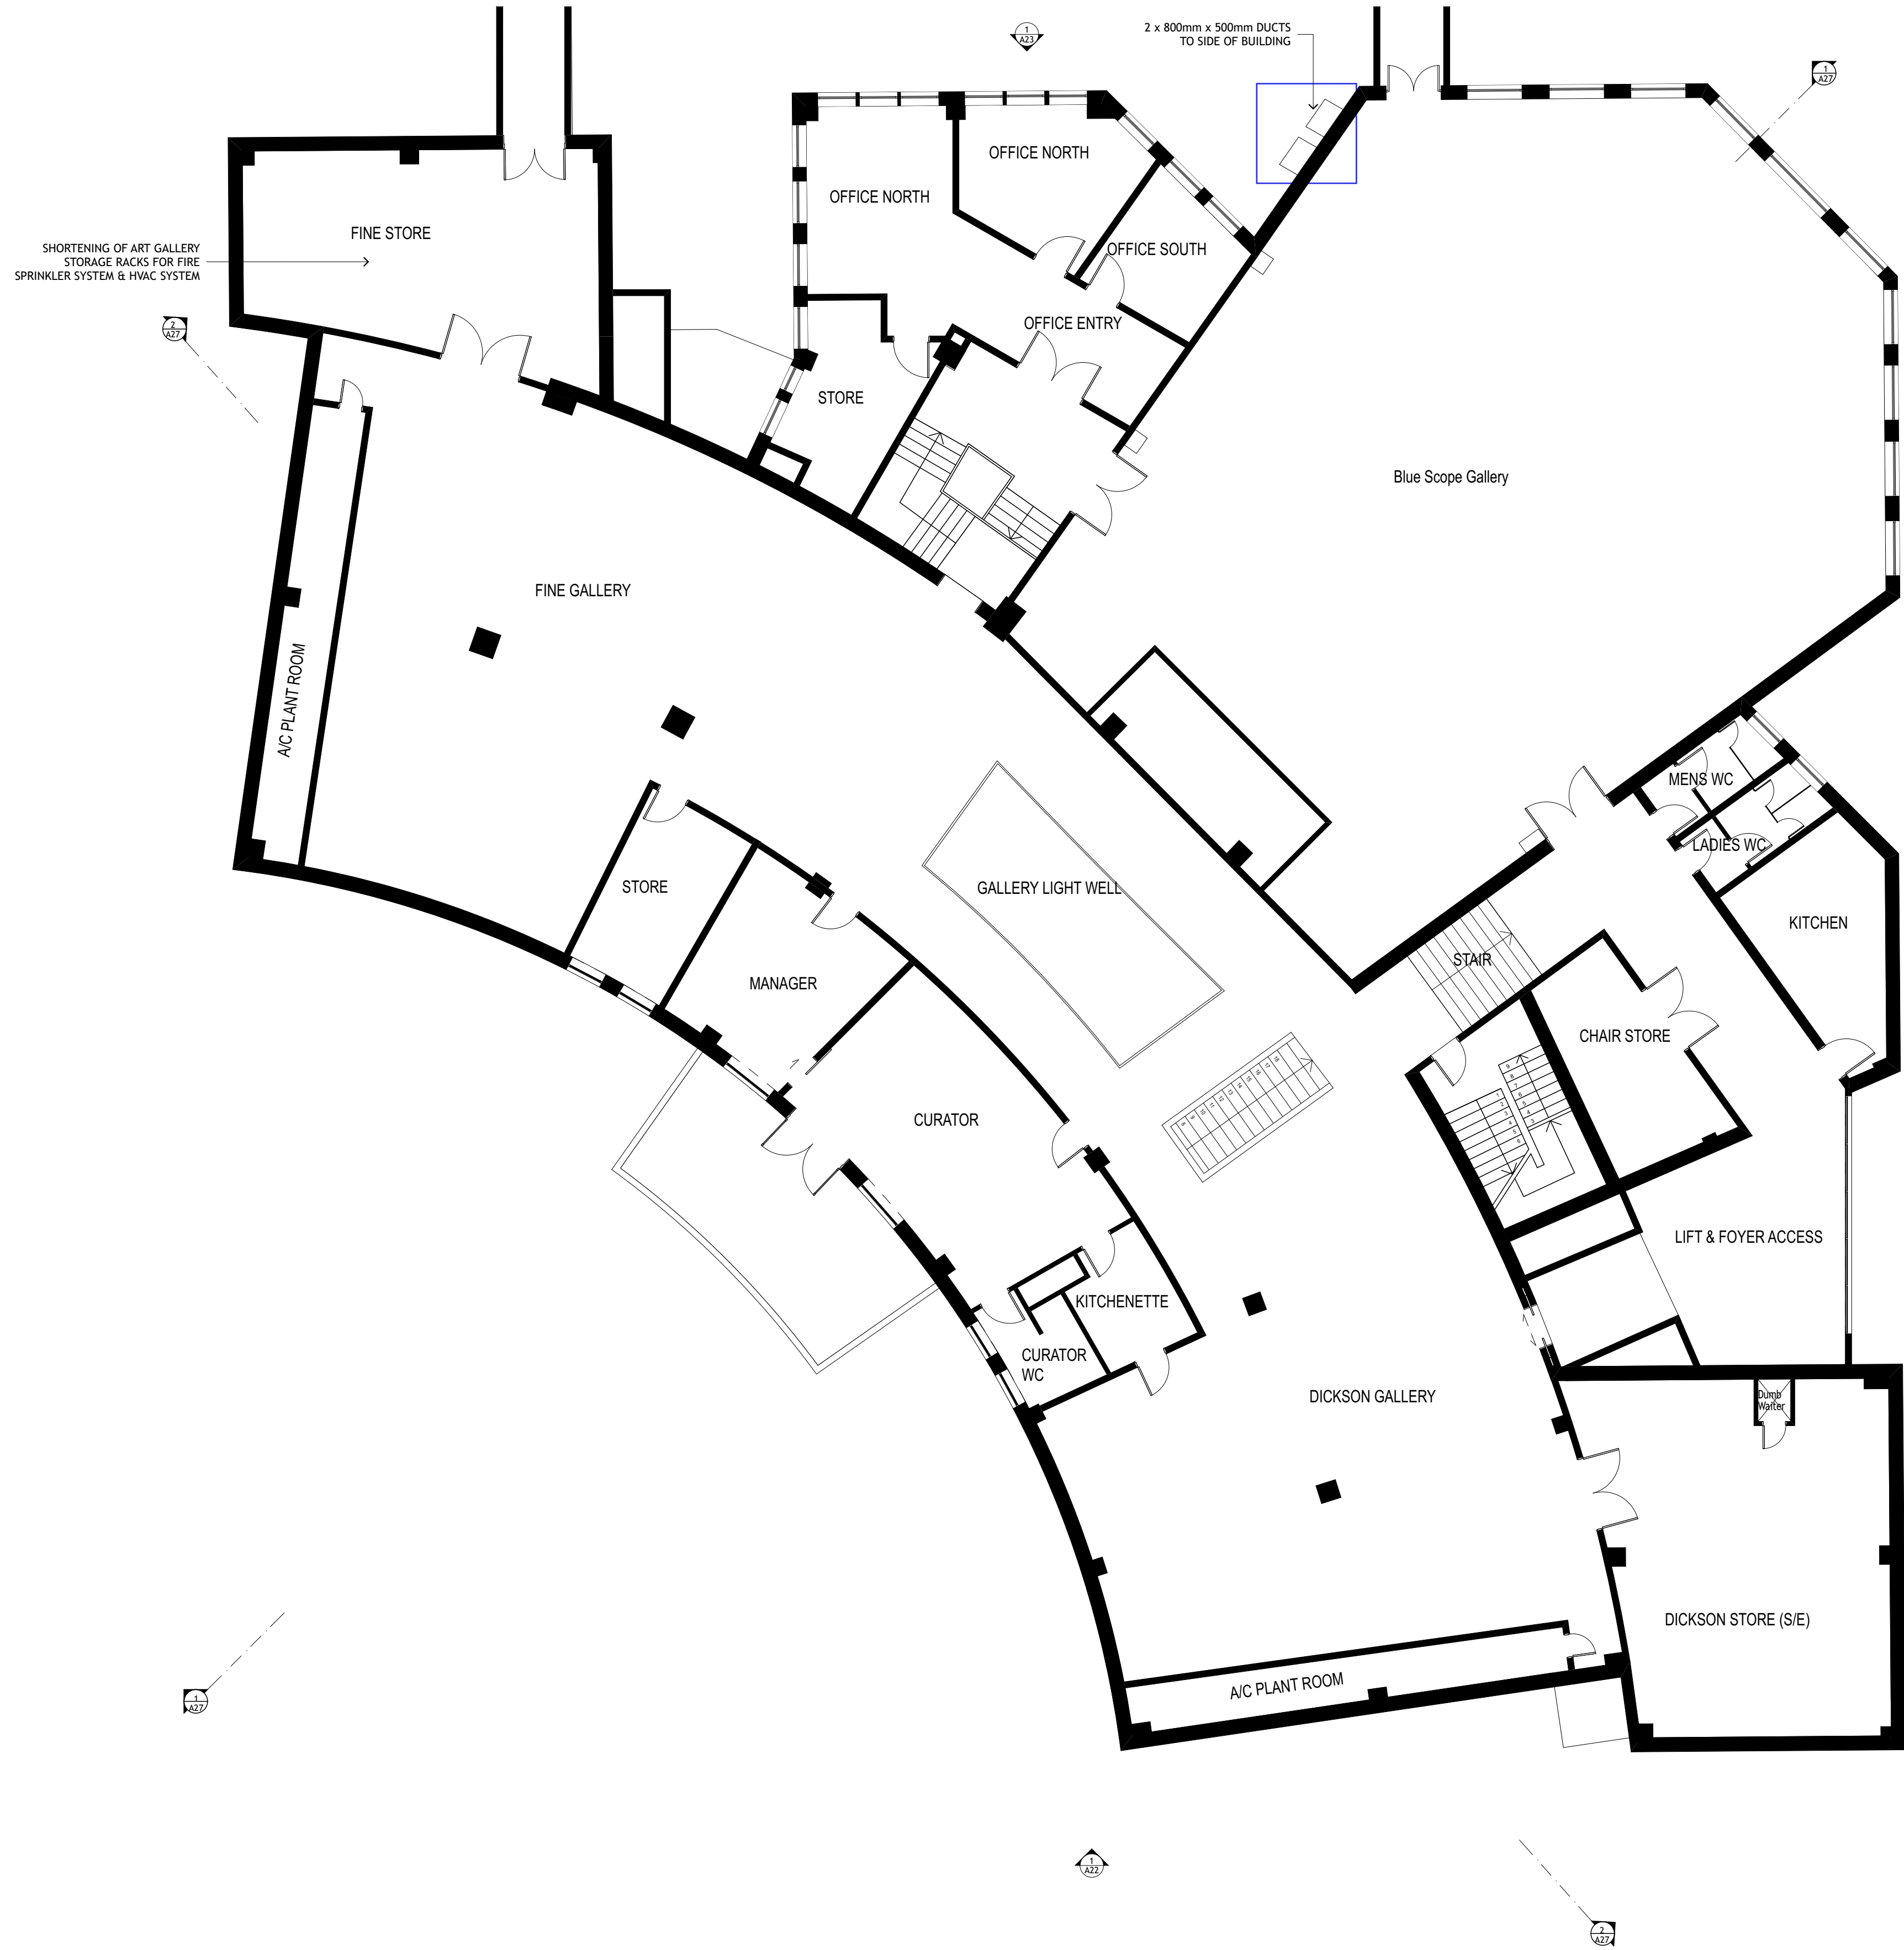 2 x 800mm x 500mm DUCTS
TO SIDE OF BUILDING
1
A23
1
A27
OFFICE NORTH
OFFICE NORTH
FINE STORE
SHORTENING OF ART GALLERY
STORAGE RACKS FOR FIRE
SPRINKLER SYSTEM & HVAC SYSTEM
OFFICE SOUTH
2
A27
OFFICE ENTRY
STORE
Blue Scope Gallery
FINE GALLERY
A/C PLANT ROOM
MENS WC
LADIES WC
STORE
GALLERY LIGHT WELL
KITCHEN
STAIR
MANAGER
CHAIR STORE
CURATOR
LIFT & FOYER ACCESS
KITCHENETTE
CURATOR
WC
DICKSON GALLERY
Dumb
Waiter
DICKSON STORE (S/E)
A/C PLANT ROOM
1
A27
1
A22
2
A27